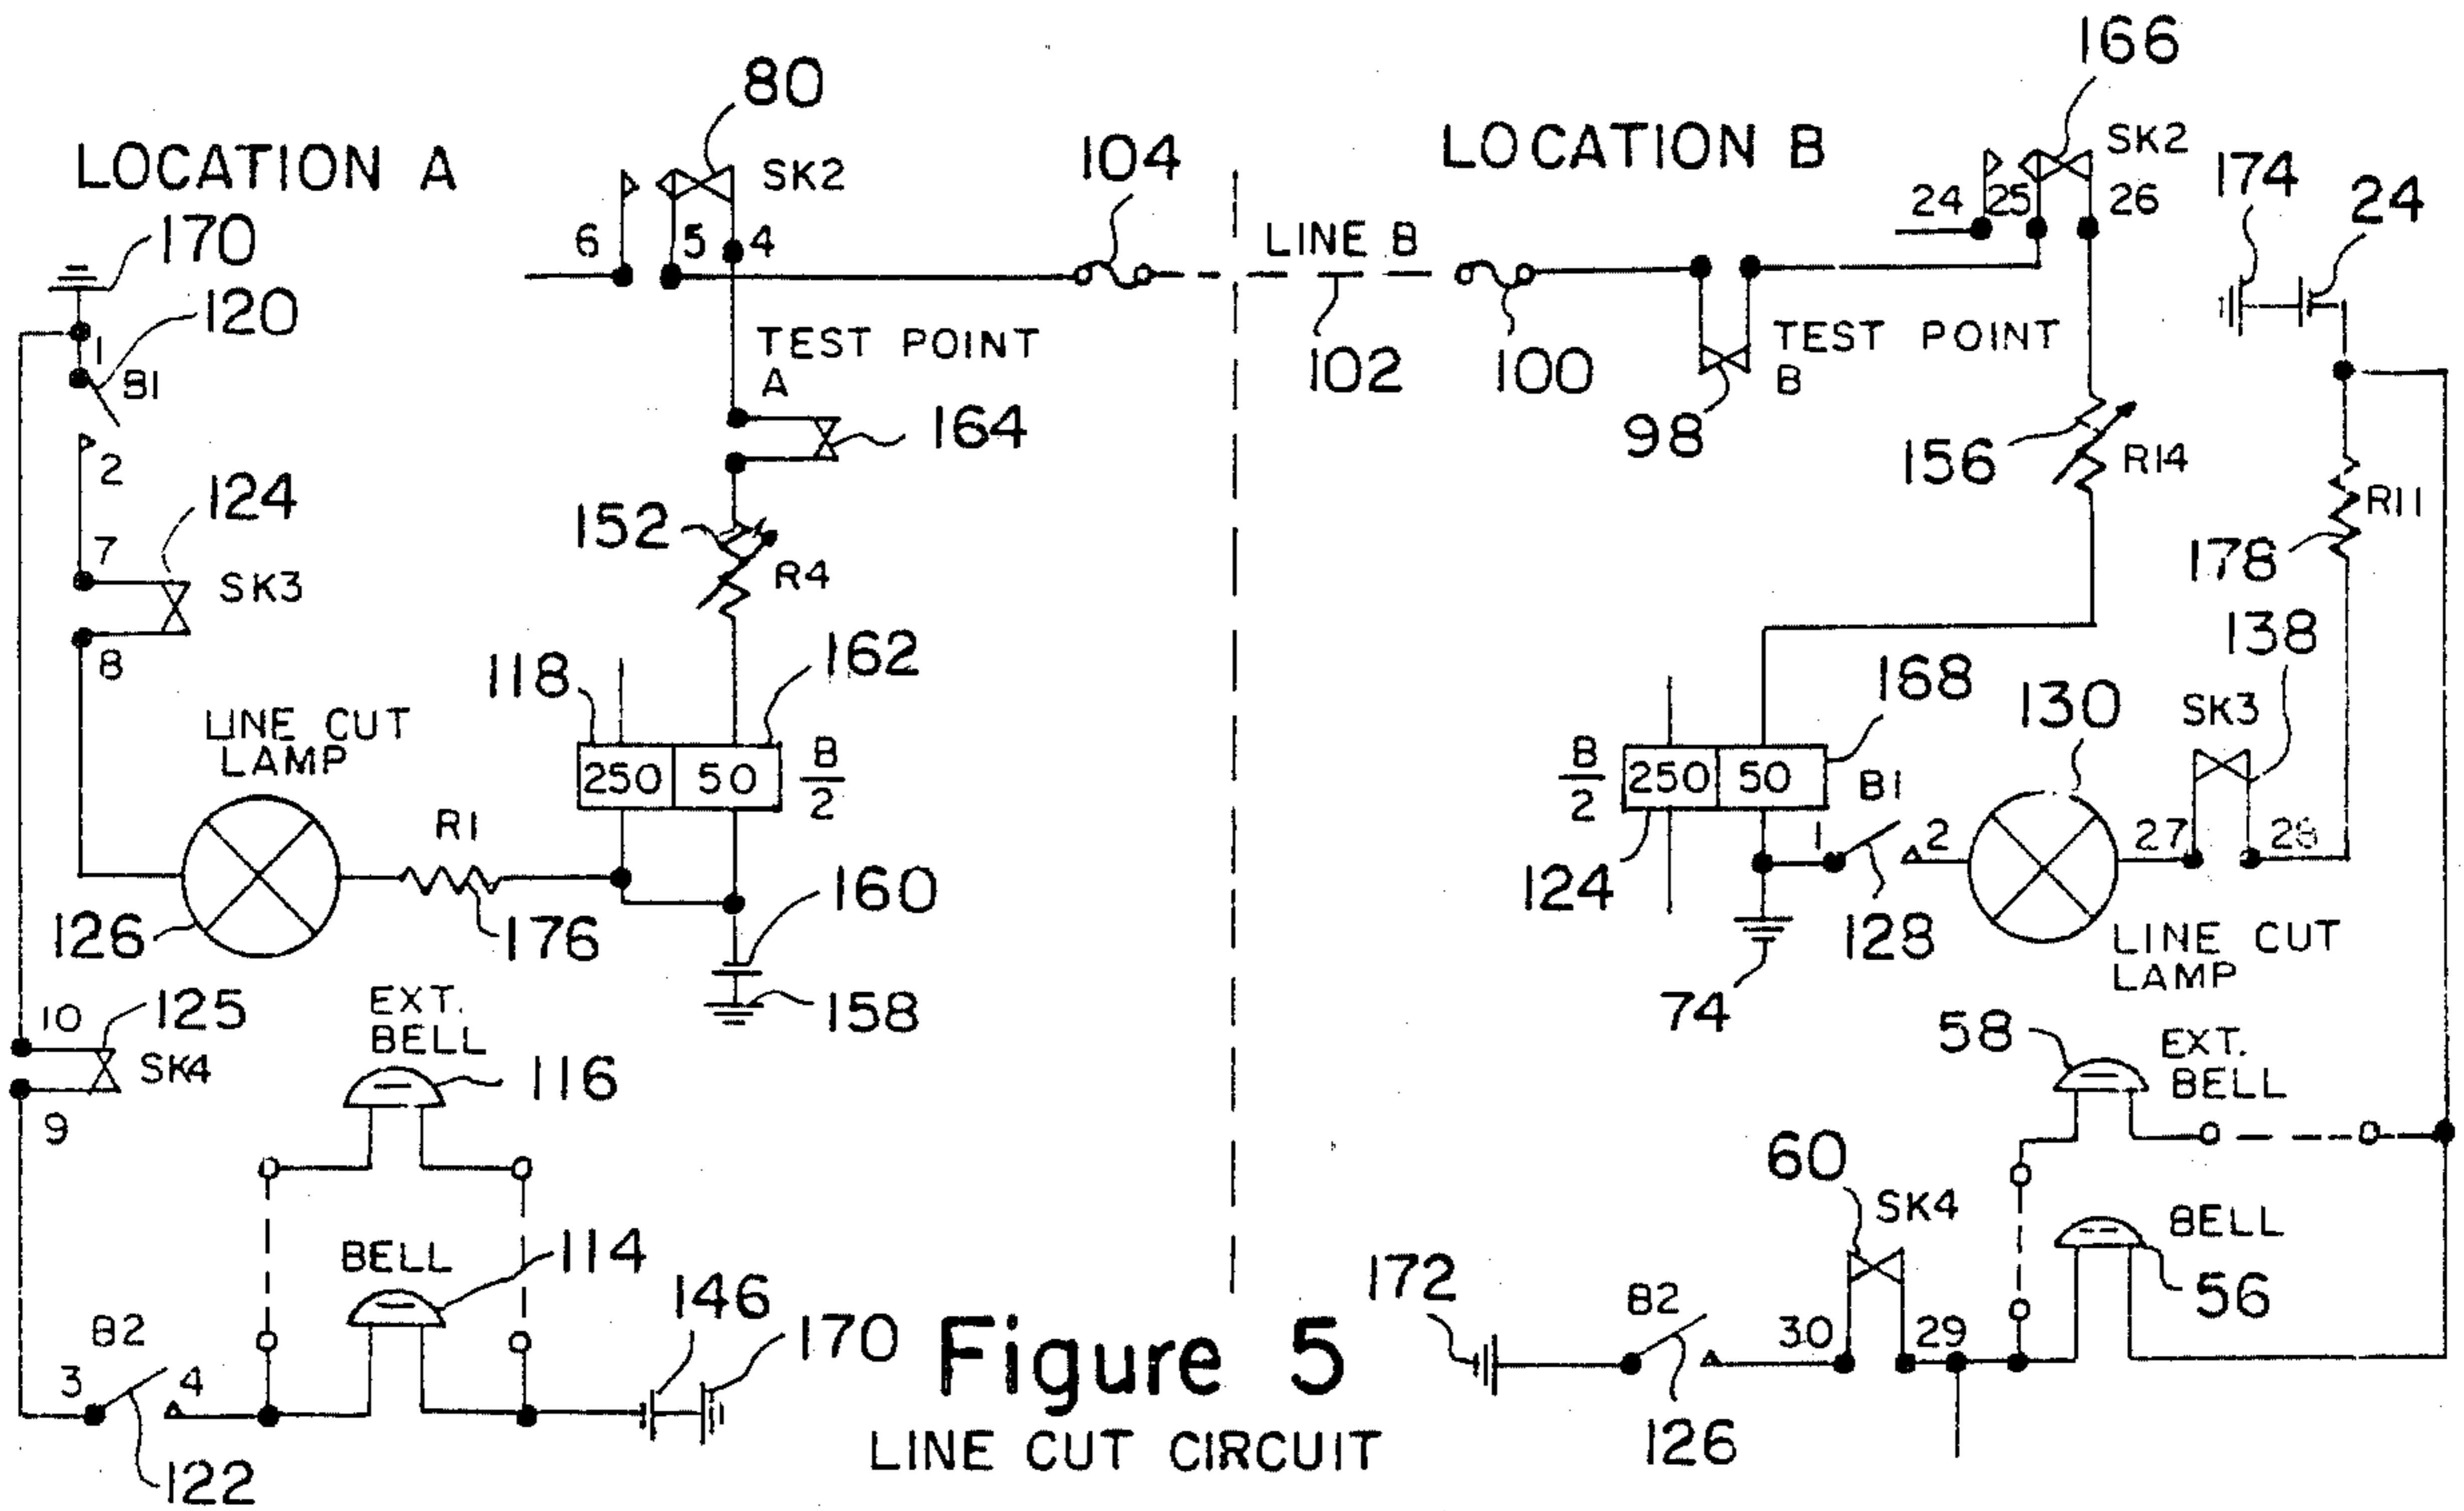 LOCATION A
170
120
1
B1
2
124
7
SK3
8
LINE CUT
LAMP
126
R1
176
10
125
SK4
9
80
SK2
6
5
4
104
TEST POINT
A
164
152
R4
118
162
250
50
B
2
160
158
EXT.
BELL
116
BELL
114
146
170
B2
3
4
122
LINE B
102
LOCATION B
166
SK2
24
25
26
174
24
100
TEST POINT
B
98
156
R14
R11
178
138
168
130
SK3
B
2
250
50
B1
1
2
27
28
124
128
74
LINE CUT
LAMP
58
EXT.
BELL
60
SK4
BELL
56
172
B2
30
29
126
Figure 5
LINE CUT CIRCUIT